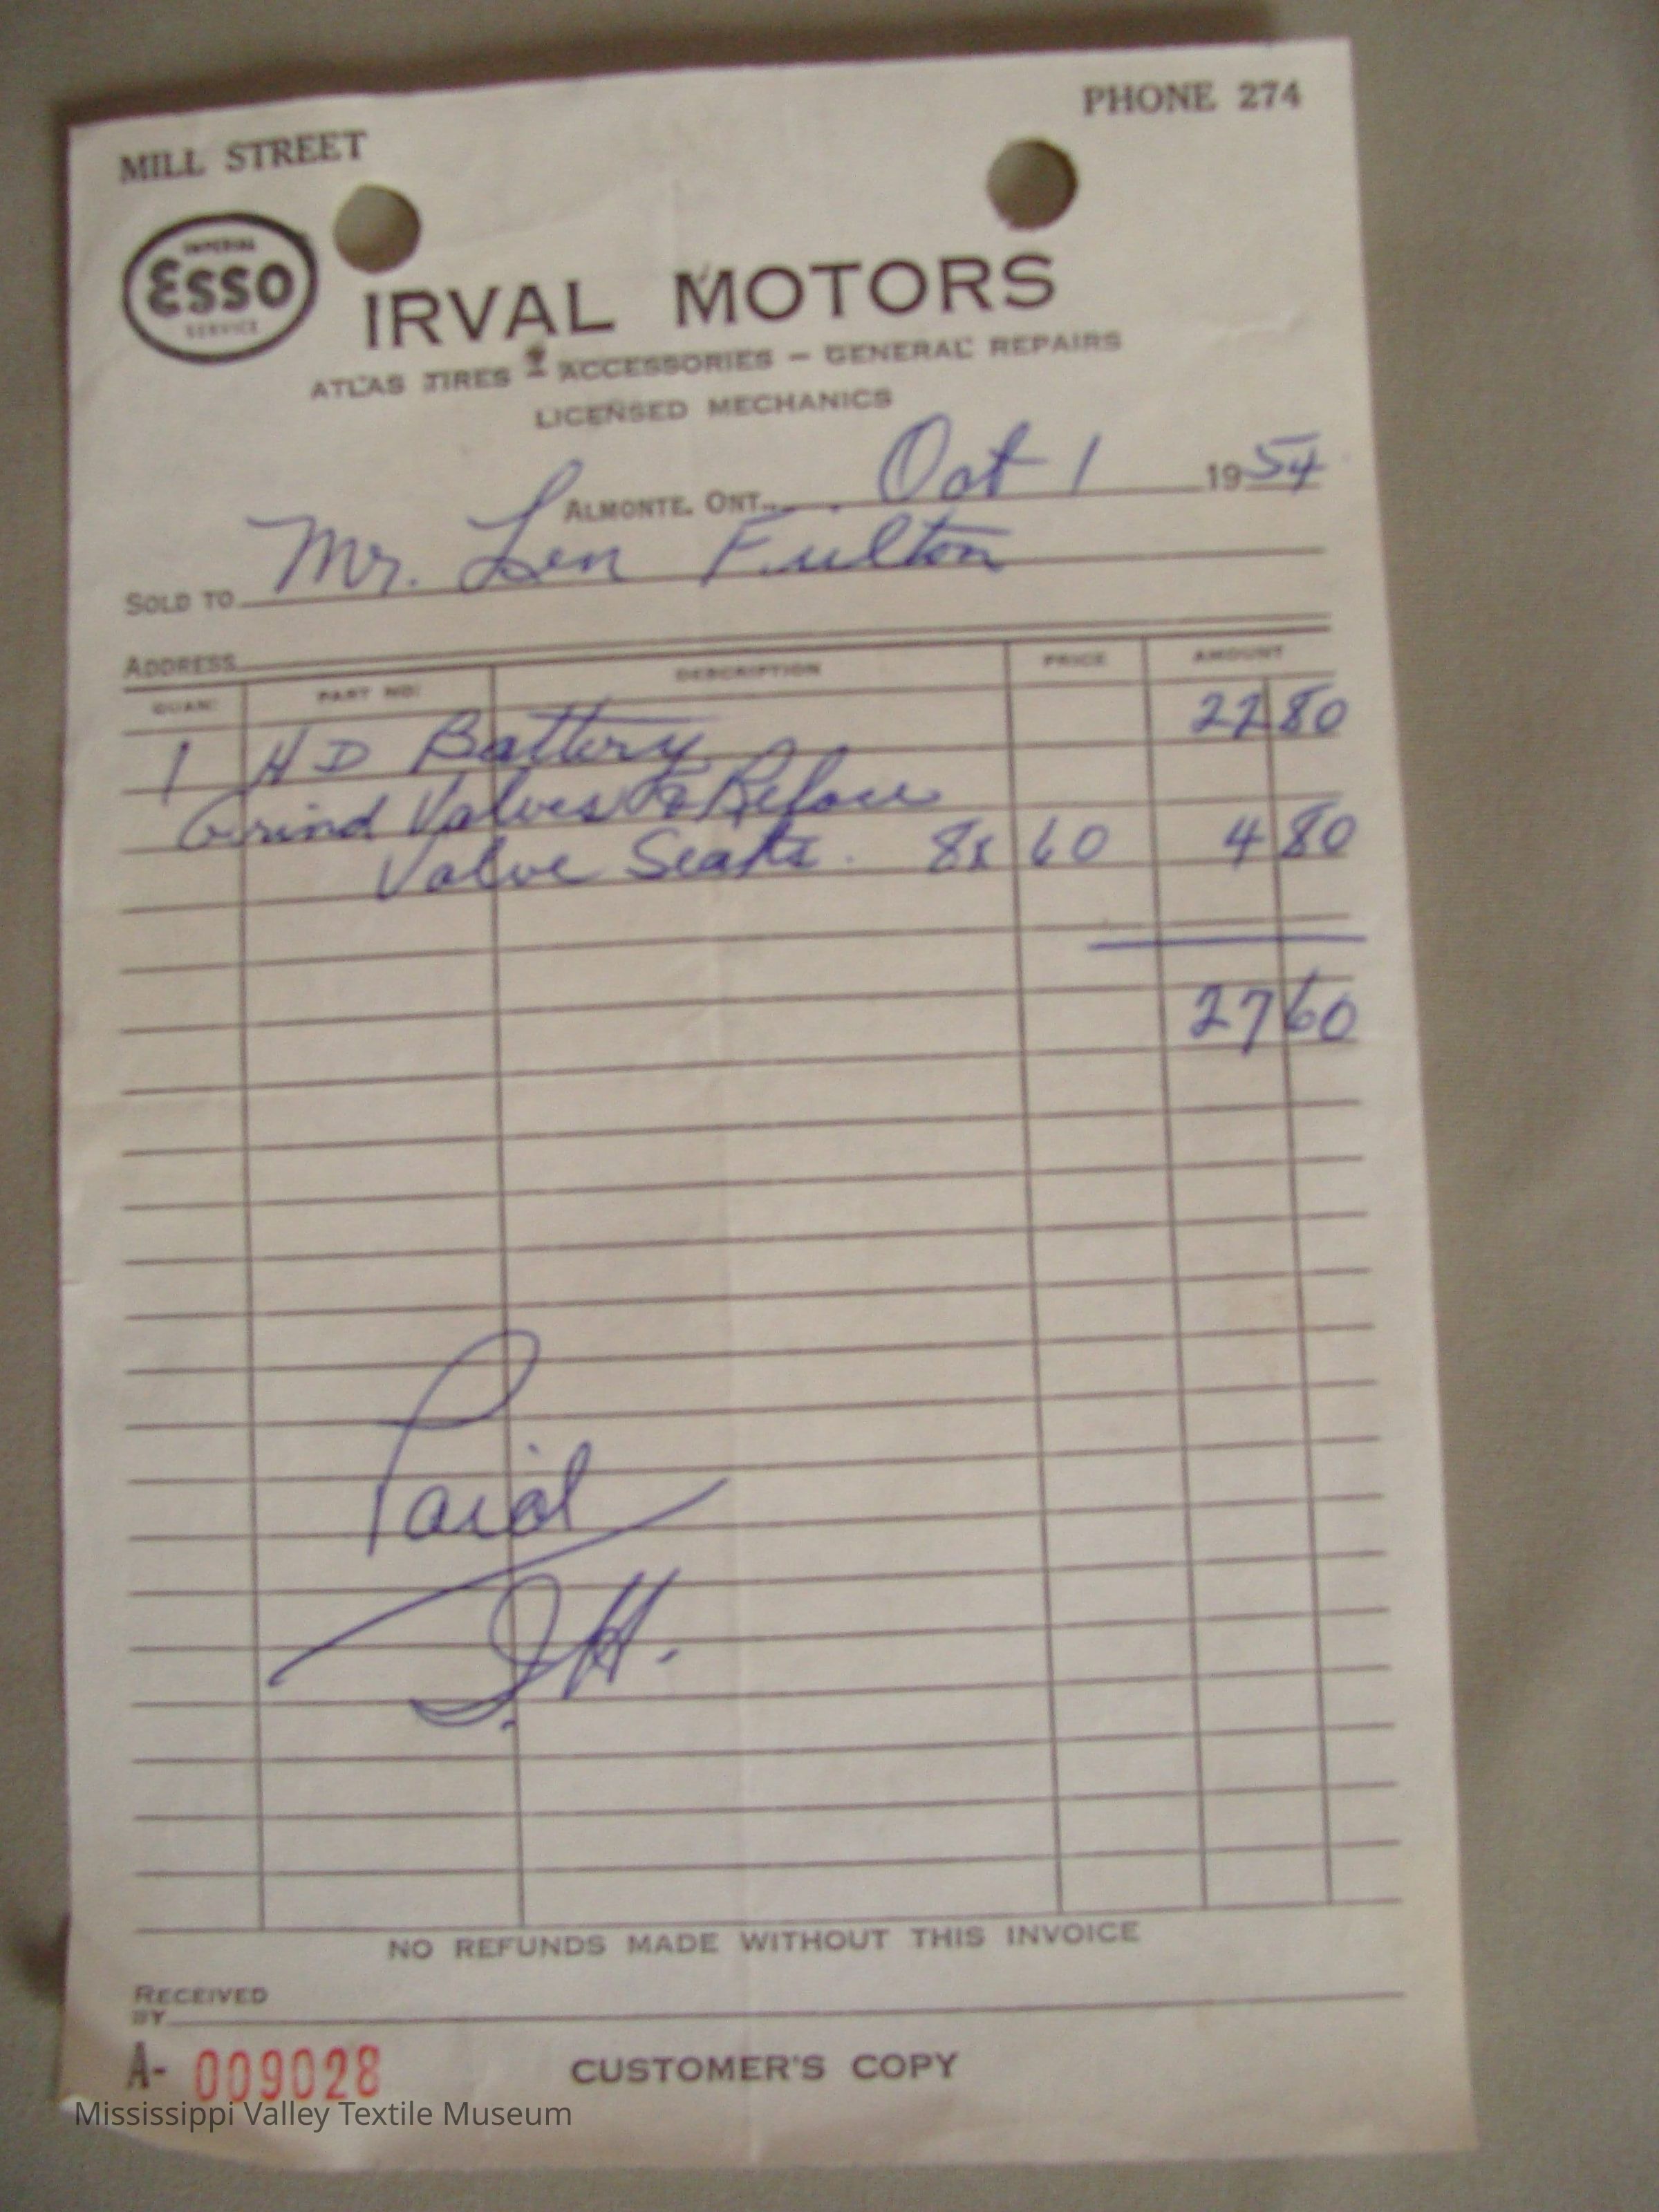 MILL STREET PHONE 274
IMPERIAL
ESSO
SERVICE
IRVAL MOTORS
ATLAS TIRES & ACCESSORIES — GENERAL REPAIRS
LICENSED MECHANICS
ALMONTE. ONT. Oct 1 1954
SOLD TO Mr. Len Fulton
ADDRESS
QUAN. PART NO. DESCRIPTION PRICE AMOUNT
1 HD Battery 22 80
Grind Valves & Reface
Valve Seats. 8x 60 4 80
27 60
Paid
NO REFUNDS MADE WITHOUT THIS INVOICE
RECEIVED
BY
A- 009028 CUSTOMER'S COPY
Mississippi Valley Textile Museum